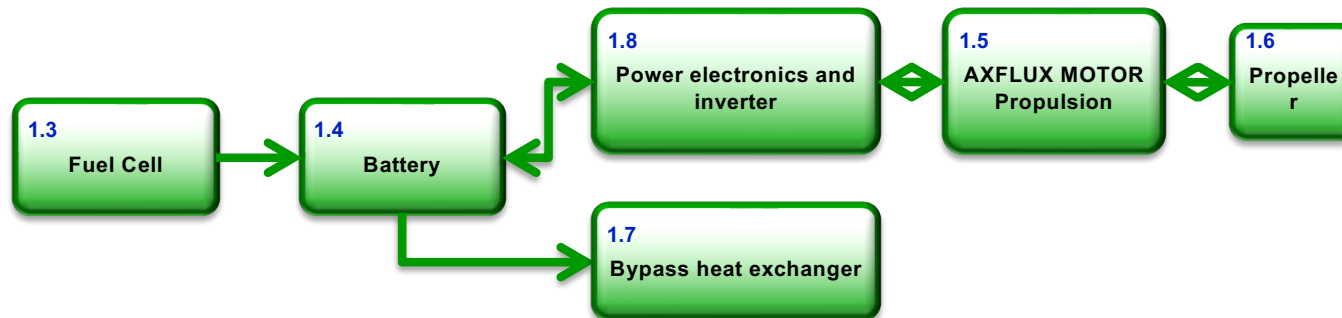 1.3
Fuel Cell
1.4
Battery
1.8
Power electronics and
inverter
1.5
AXFLUX MOTOR
Propulsion
1.6
Propelle
r
1.7
Bypass heat exchanger